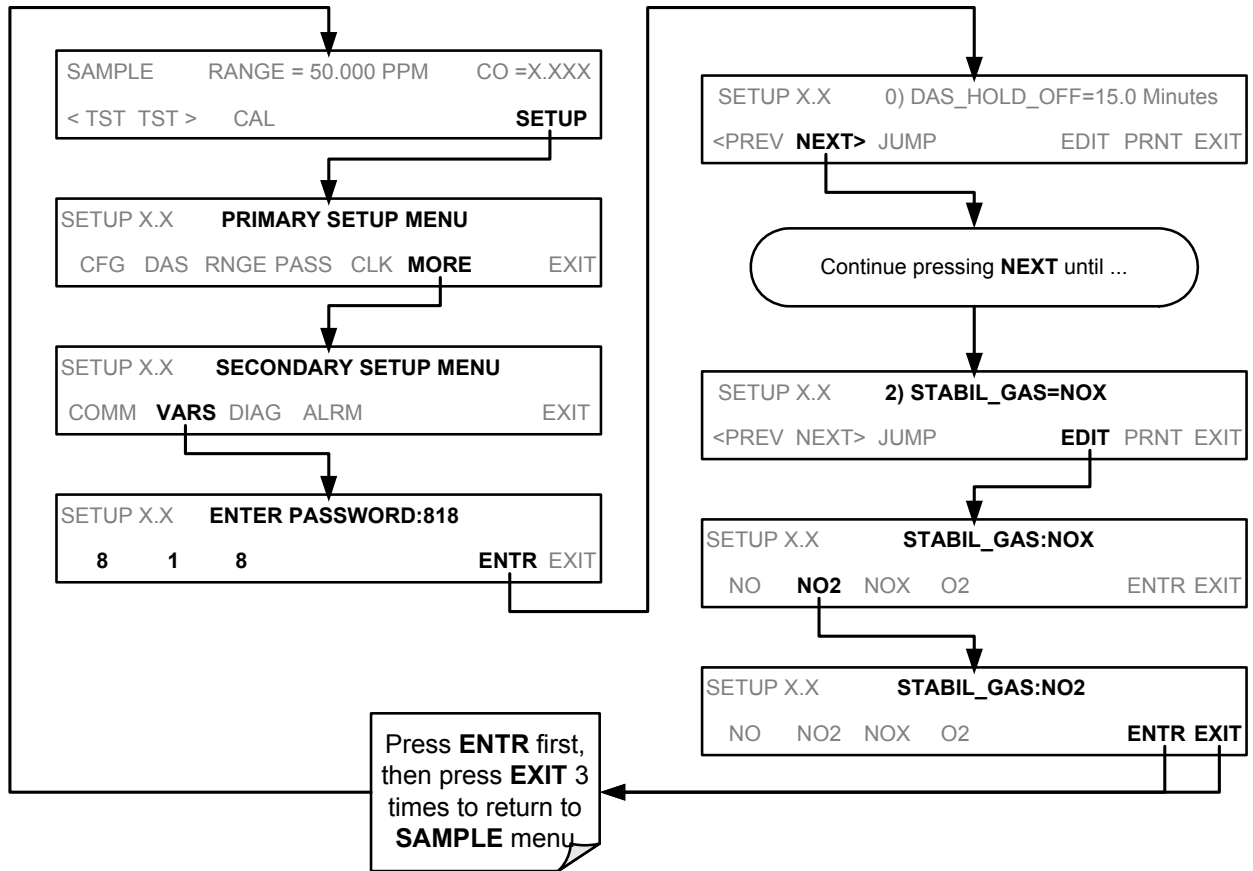 SAMPLE RANGE = 50.000 PPM CO =X.XXX
< TST TST > CAL SETUP
SETUP X.X PRIMARY SETUP MENU
CFG DAS RNGE PASS CLK MORE EXIT
SETUP X.X SECONDARY SETUP MENU
COMM VARS DIAG ALRM EXIT
SETUP X.X ENTER PASSWORD:818
8 1 8 ENTR EXIT
SETUP X.X 0) DAS_HOLD_OFF=15.0 Minutes
<PREV NEXT> JUMP EDIT PRNT EXIT
Continue pressing NEXT until ...
SETUP X.X 2) STABIL_GAS=NOX
<PREV NEXT> JUMP EDIT PRNT EXIT
SETUP X.X STABIL_GAS:NOX
NO NO2 NOX O2 ENTR EXIT
SETUP X.X STABIL_GAS:NO2
NO NO2 NOX O2 ENTR EXIT
Press ENTR first,
then press EXIT 3
times to return to
SAMPLE menu